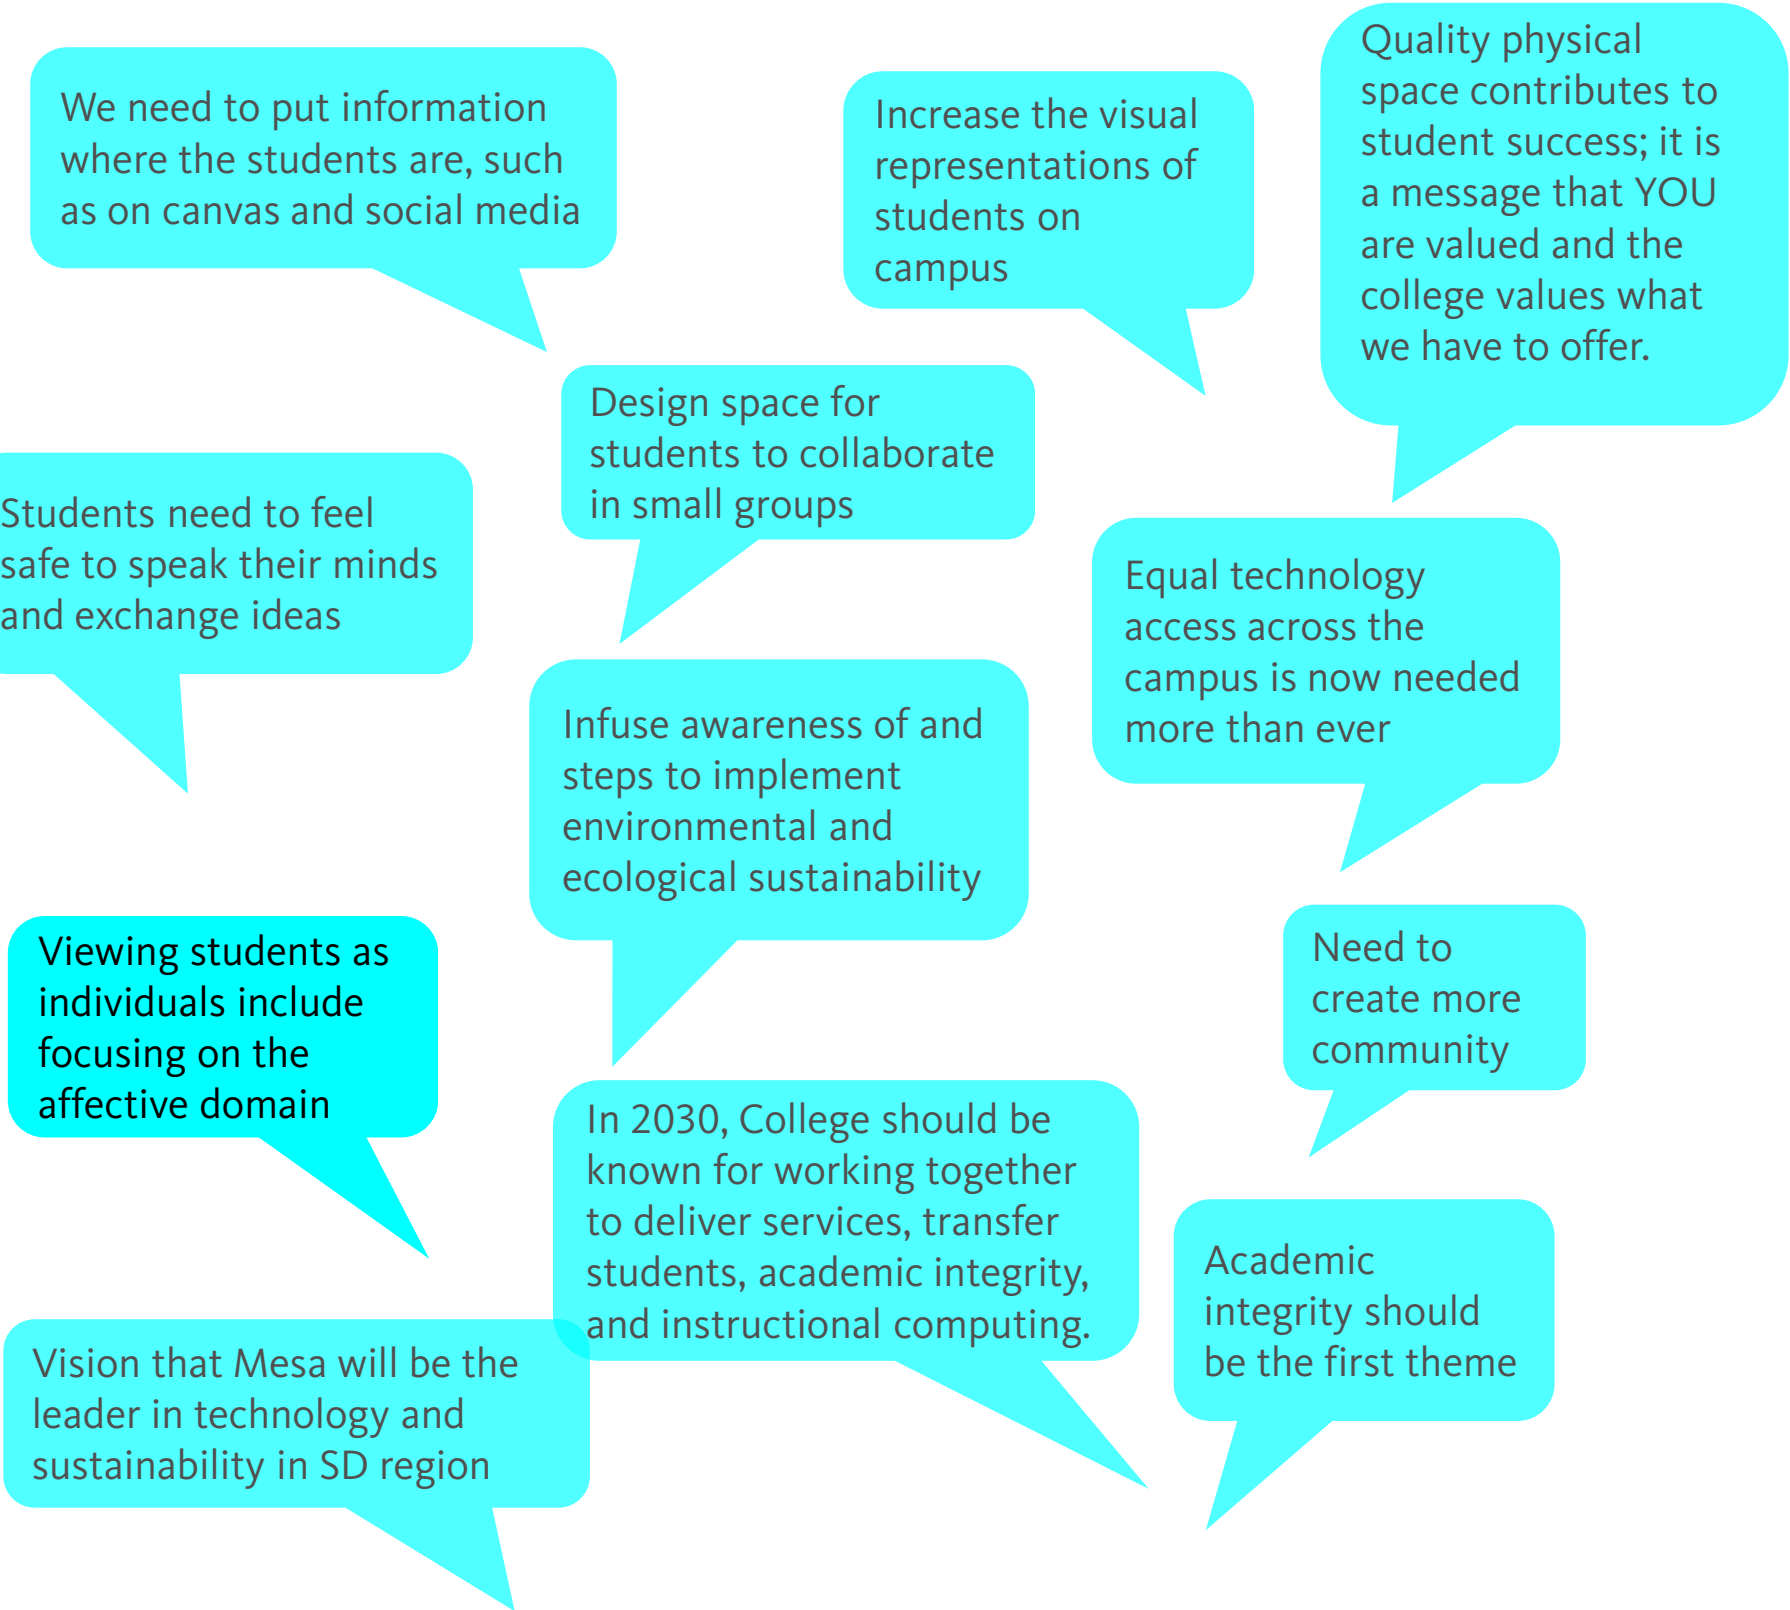 We need to put information
where the students are, such
as on canvas and social media
Increase the visual
representations of
students on
campus
Quality physical
space contributes to
student success; it is
a message that YOU
are valued and the
college values what
we have to offer.
Design space for
students to collaborate
in small groups
Students need to feel
safe to speak their minds
and exchange ideas
Equal technology
access across the
campus is now needed
more than ever
Infuse awareness of and
steps to implement
environmental and
ecological sustainability
Viewing students as
individuals include
focusing on the
affective domain
Need to
create more
community
In 2030, College should be
known for working together
to deliver services, transfer
students, academic integrity,
and instructional computing.
Academic
integrity should
be the first theme
Vision that Mesa will be the
leader in technology and
sustainability in SD region